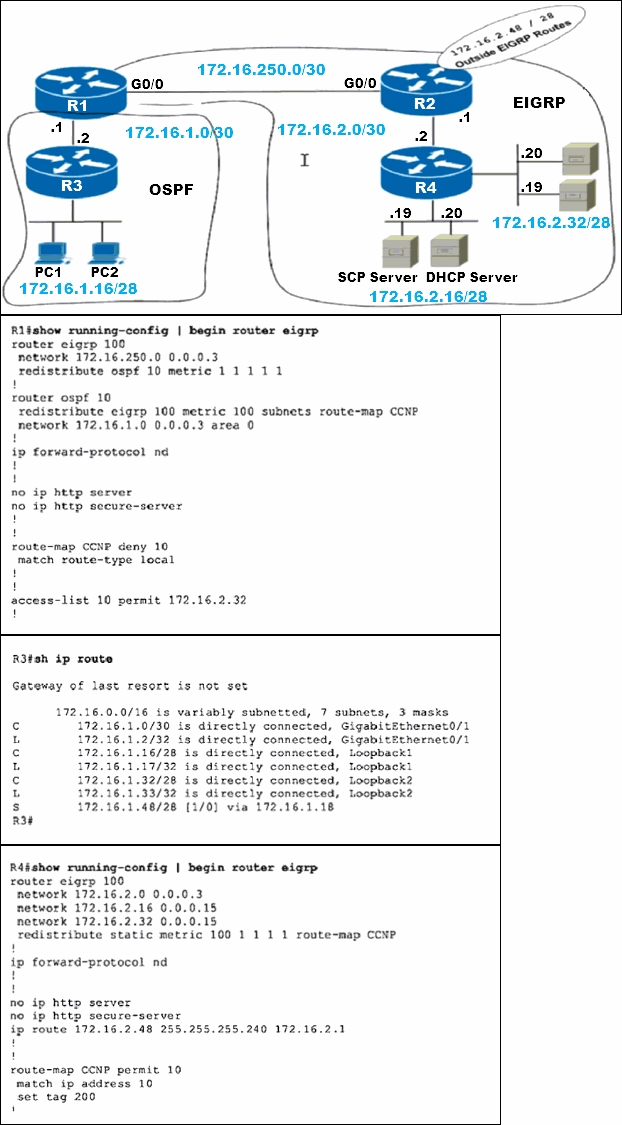 172.16.2.48 / 28
Outside EIGRP Routes
172.16.250.0/30
G0/0
G0/0
R1
R2
EIGRP
.1
.1
172.16.1.0/30
172.16.2.0/30
.2
.2
.20
R3
OSPF
R4
.19
.19
.20
172.16.2.32/28
PC1
PC2
SCP Server
DHCP Server
172.16.1.16/28
172.16.2.16/28
R1#show running-config | begin router eigrp
router eigrp 100
network 172.16.250.0 0.0.0.3
redistribute ospf 10 metric 1 1 1 1 1
!
router ospf 10
redistribute eigrp 100 metric 100 subnets route-map CCNP
network 172.16.1.0 0.0.0.3 area 0
!
ip forward-protocol nd
!
!
no ip http server
no ip http secure-server
!
!
route-map CCNP deny 10
match route-type local
!
!
access-list 10 permit 172.16.2.32
!
R3#sh ip route
Gateway of last resort is not set
172.16.0.0/16 is variably subnetted, 7 subnets, 3 masks
C 172.16.1.0/30 is directly connected, GigabitEthernet0/1
L 172.16.1.2/32 is directly connected, GigabitEthernet0/1
C 172.16.1.16/28 is directly connected, Loopback1
L 172.16.1.17/32 is directly connected, Loopback1
C 172.16.1.32/28 is directly connected, Loopback2
L 172.16.1.33/32 is directly connected, Loopback2
S 172.16.1.48/28 [1/0] via 172.16.1.18
R3#
R4#show running-config | begin router eigrp
router eigrp 100
network 172.16.2.0 0.0.0.3
network 172.16.2.16 0.0.0.15
network 172.16.2.32 0.0.0.15
redistribute static metric 100 1 1 1 1 route-map CCNP
!
ip forward-protocol nd
!
!
no ip http server
no ip http secure-server
ip route 172.16.2.48 255.255.255.240 172.16.2.1
!
!
route-map CCNP permit 10
match ip address 10
set tag 200
!